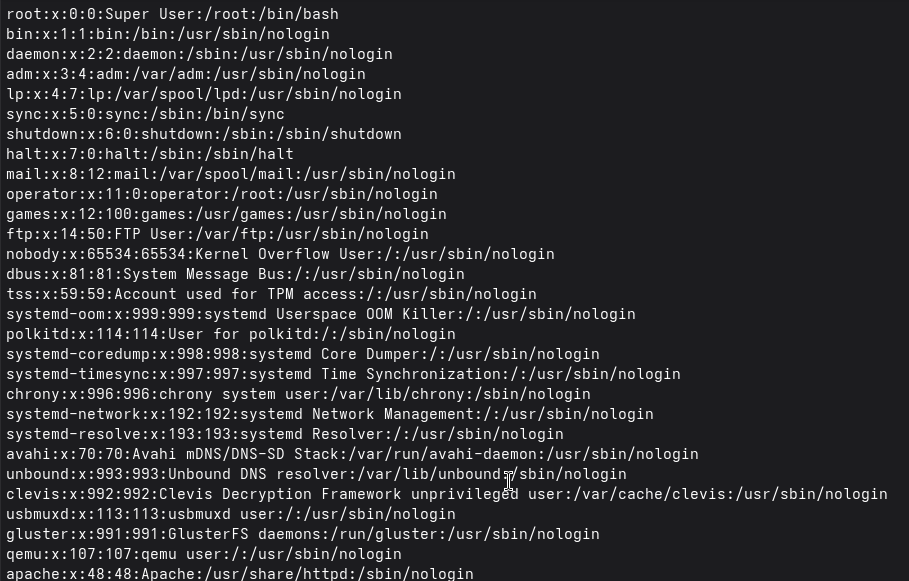 root:x:0:0:Super User:/root:/bin/bash
bin:x:1:1:bin:/bin:/usr/sbin/nologin
daemon:x:2:2:daemon:/sbin:/usr/sbin/nologin
adm:x:3:4:adm:/var/adm:/usr/sbin/nologin
lp:x:4:7:lp:/var/spool/lpd:/usr/sbin/nologin
sync:x:5:0:sync:/sbin:/bin/sync
shutdown:x:6:0:shutdown:/sbin:/sbin/shutdown
halt:x:7:0:halt:/sbin:/sbin/halt
mail:x:8:12:mail:/var/spool/mail:/usr/sbin/nologin
operator:x:11:0:operator:/root:/usr/sbin/nologin
games:x:12:100:games:/usr/games:/usr/sbin/nologin
ftp:x:14:50:FTP User:/var/ftp:/usr/sbin/nologin
nobody:x:65534:65534:Kernel Overflow User:/:/usr/sbin/nologin
dbus:x:81:81:System Message Bus:/:/usr/sbin/nologin
tss:x:59:59:Account used for TPM access:/:/usr/sbin/nologin
systemd-oom:x:999:999:systemd Userspace OOM Killer:/:/usr/sbin/nologin
polkitd:x:114:114:User for polkitd:/:/sbin/nologin
systemd-coredump:x:998:998:systemd Core Dumper:/:/usr/sbin/nologin
systemd-timesync:x:997:997:systemd Time Synchronization:/:/usr/sbin/nologin
chrony:x:996:996:chrony system user:/var/lib/chrony:/sbin/nologin
systemd-network:x:192:192:systemd Network Management:/:/usr/sbin/nologin
systemd-resolve:x:193:193:systemd Resolver:/:/usr/sbin/nologin
avahi:x:70:70:Avahi mDNS/DNS-SD Stack:/var/run/avahi-daemon:/usr/sbin/nologin
unbound:x:993:993:Unbound DNS resolver:/var/lib/unbound:/sbin/nologin
clevis:x:992:992:Clevis Decryption Framework unprivileged user:/var/cache/clevis:/usr/sbin/nologin
usbmuxd:x:113:113:usbmuxd user:/:/usr/sbin/nologin
gluster:x:991:991:GlusterFS daemons:/run/gluster:/usr/sbin/nologin
qemu:x:107:107:qemu user:/:/usr/sbin/nologin
apache:x:48:48:Apache:/usr/share/httpd:/sbin/nologin